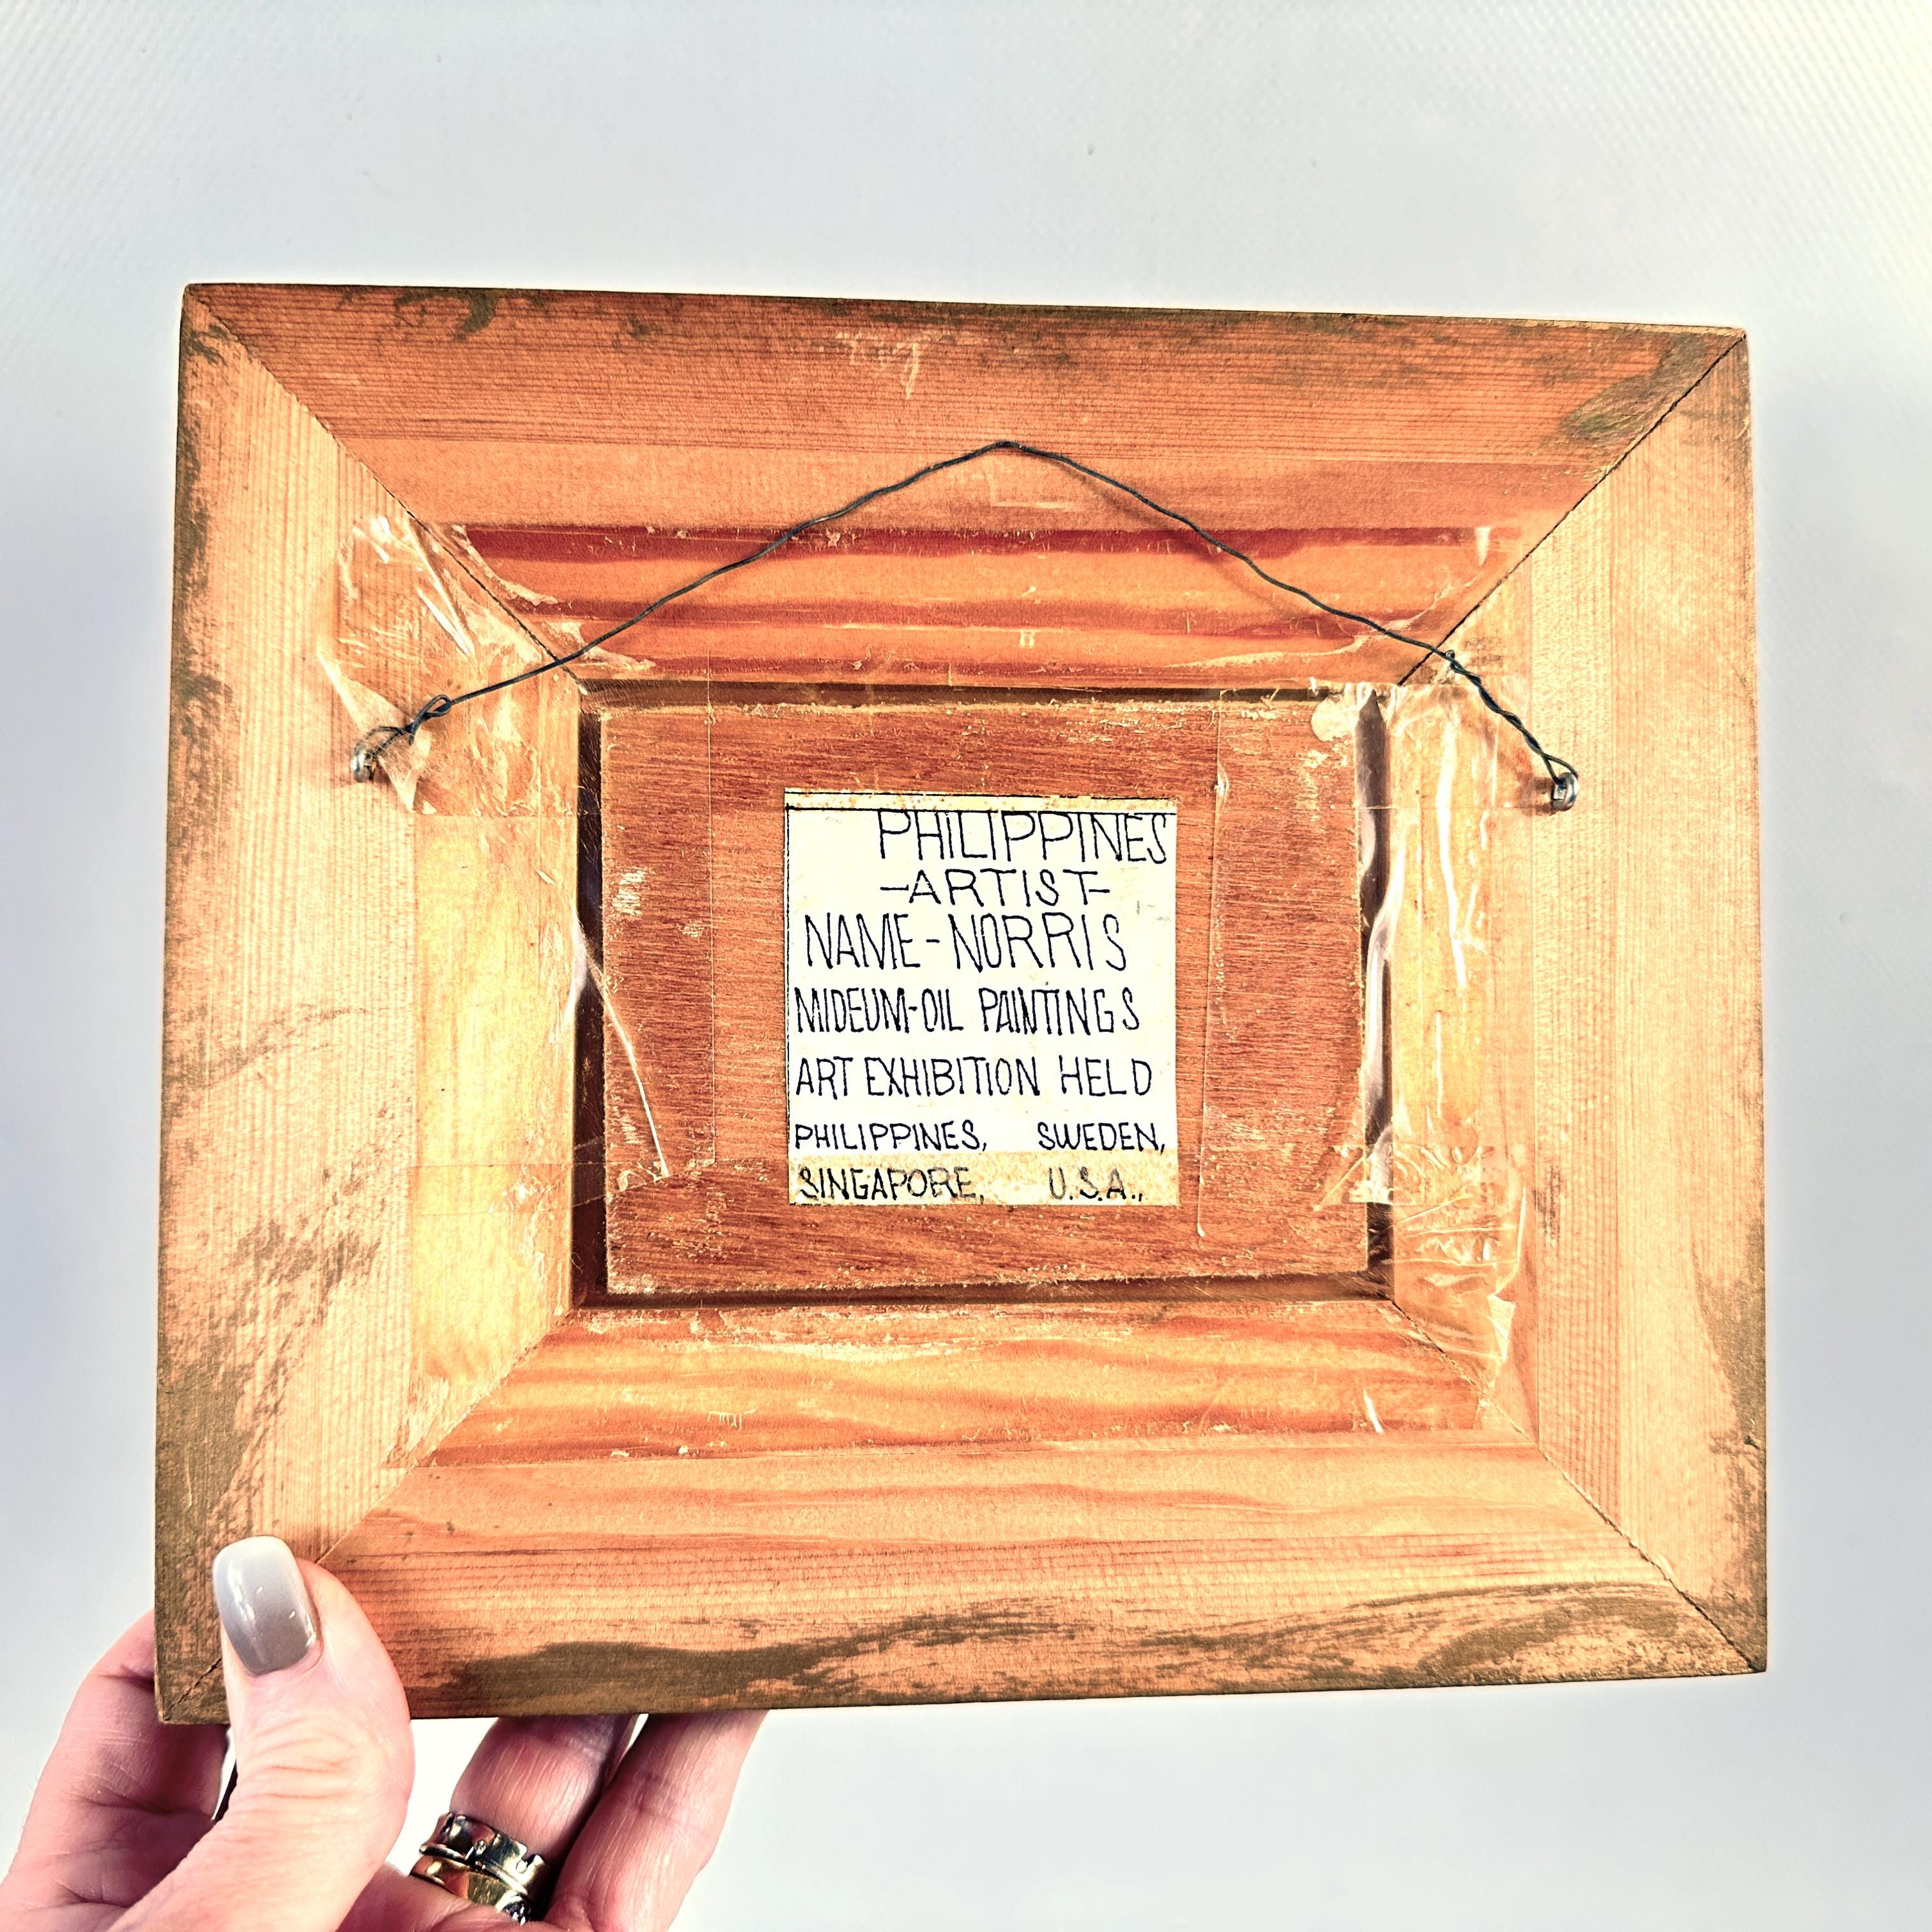 PHILIPPINES
-ARTIST-
NAME-NORRIS
MIDEUM-OIL PAINTINGS
ART EXHIBITION HELD
PHILIPPINES, SWEDEN,
SINGAPORE, U.S.A.,